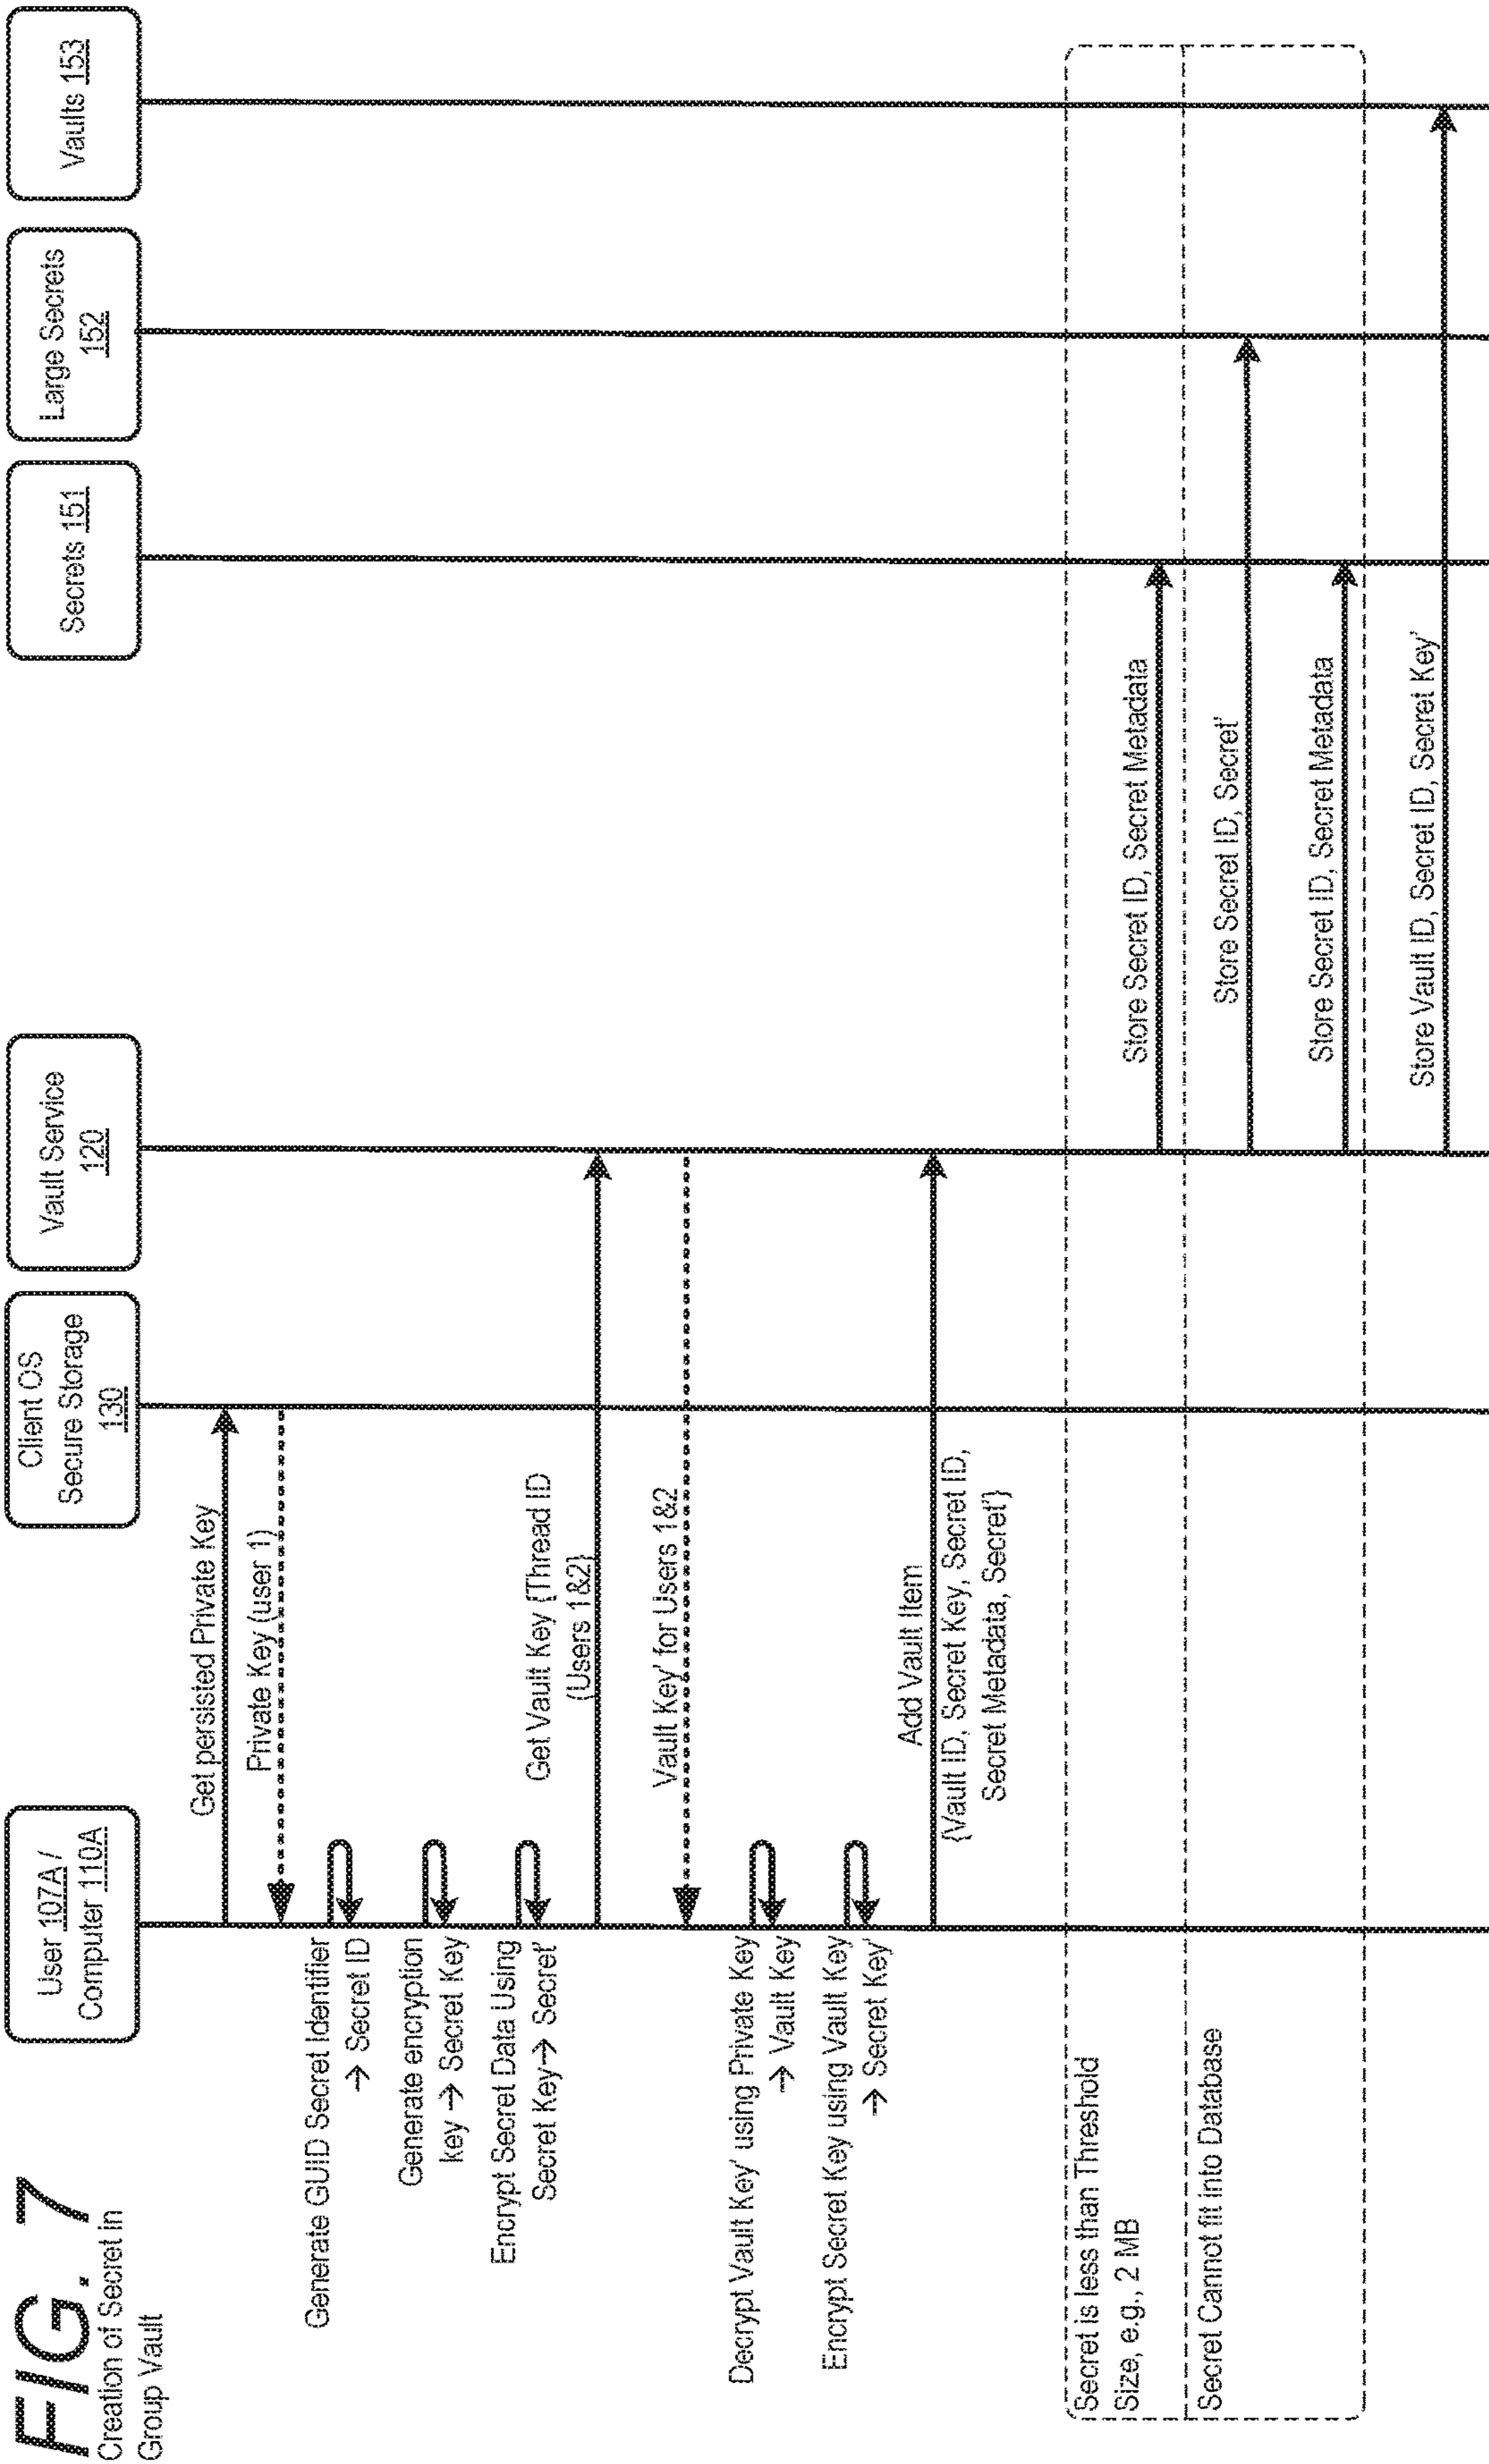 FIG. 7
Creation of Secret in
Group Vault
User 107A /
Computer 110A
Client OS
Secure Storage
130
Vault Service
120
Secrets 151
Large Secrets
152
Vaults 153
Get persisted Private Key
Private Key (user 1)
Generate GUID Secret Identifier
→ Secret ID
Generate encryption
key → Secret Key
Encrypt Secret Data Using
Secret Key→ Secret'
Get Vault Key {Thread ID
(Users 1&2}
Vault Key' for Users 1&2
Decrypt Vault Key' using Private Key
→ Vault Key
Encrypt Secret Key using Vault Key
→ Secret Key'
Add Vault Item
{Vault ID, Secret Key, Secret ID,
Secret Metadata, Secret'}
Secret is less than Threshold
Size, e.g., 2 MB
Store Secret ID, Secret Metadata
Secret Cannot fit into Database
Store Secret ID, Secret'
Store Secret ID, Secret Metadata
Store Vault ID, Secret ID, Secret Key'